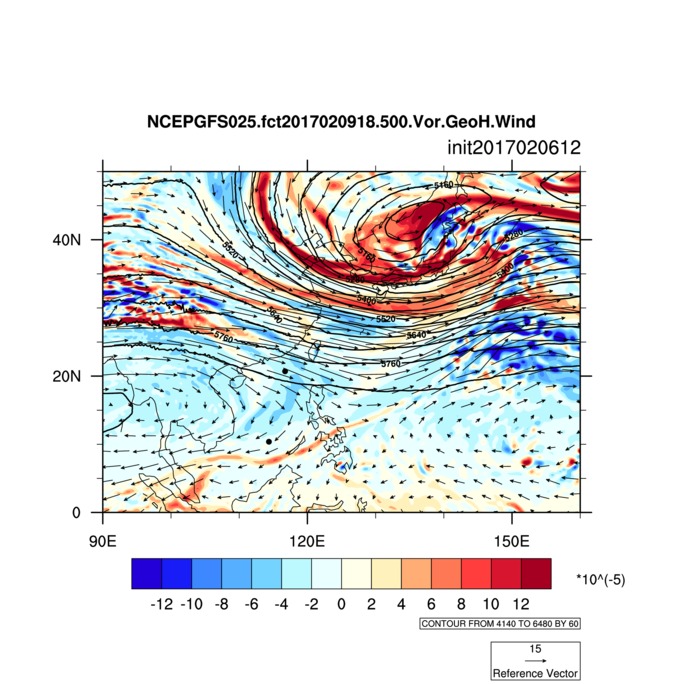 NCEPGFS025.fct2017020918.500.Vor.GeoH.Wind
init2017020612
5160
40N
5280
5520
5160
5400
5400
5520
5640
5640
5760
5760
20N
0
90E 120E 150E
-12 -10 -8 -6 -4 -2 0 2 4 6 8 10 12
*10^(-5)
CONTOUR FROM 4140 TO 6480 BY 60
15
Reference Vector